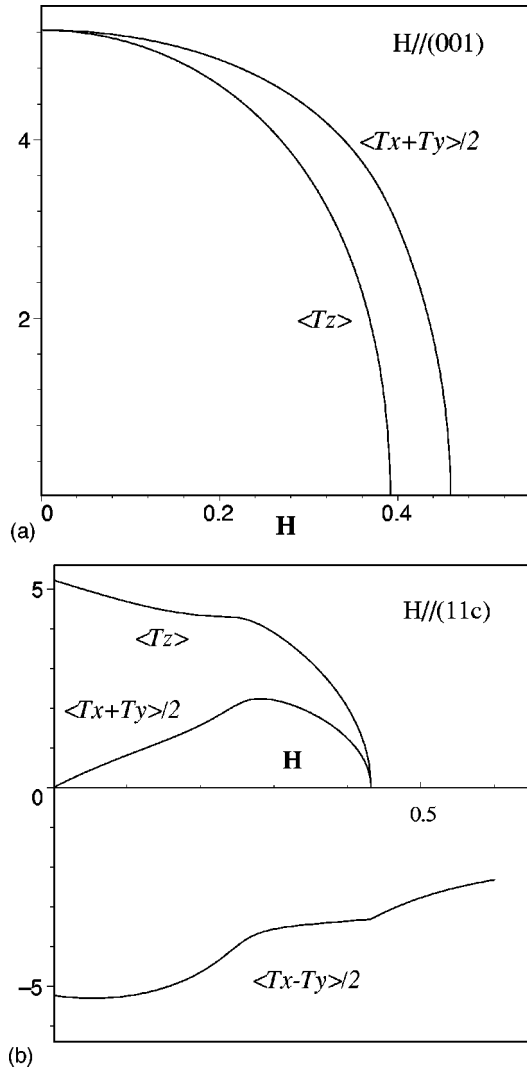 H//(001)
4
<Tx+Ty>/2
2
<Tz>
0 0.2 0.4
(a) H
5
H//(11c)
<Tz>
<Tx+Ty>/2
H
0
0.5
−5
<Tx-Ty>/2
(b)